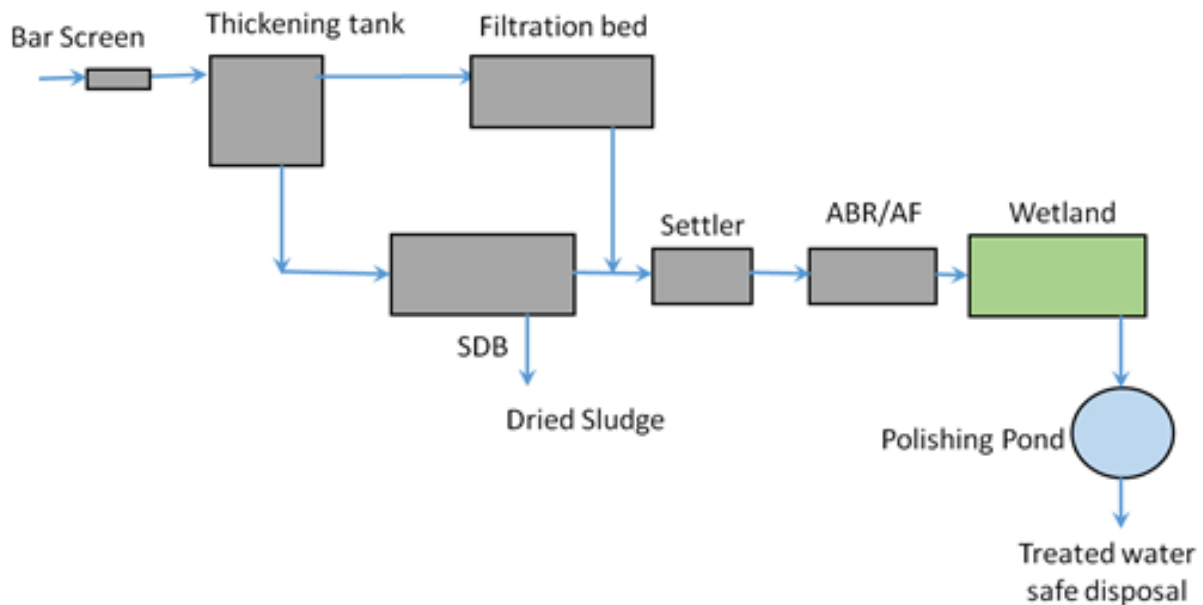 Bar Screen
Thickening tank
Filtration bed
Settler
ABR/AF
Wetland
SDB
Dried Sludge
Polishing Pond
Treated water
safe disposal